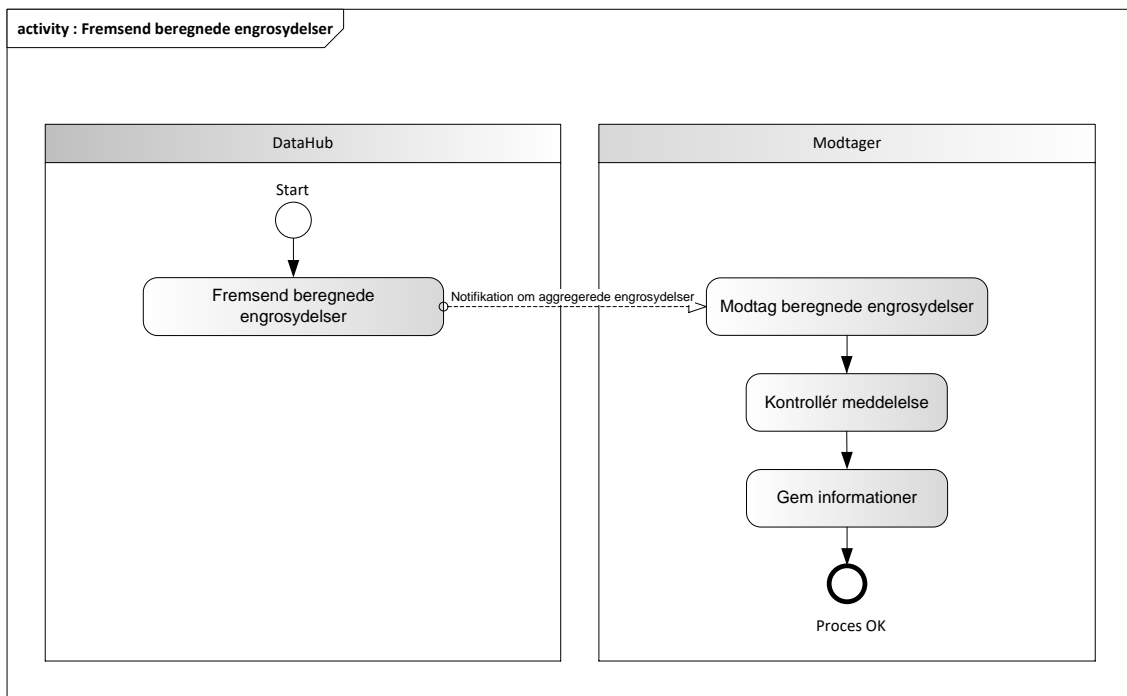 activity : Fremsend beregnede engrosydelser
DataHub
Modtager
Start
Fremsend beregnede
engrosydelser
Notifikation om aggregerede engrosydelser
Modtag beregnede engrosydelser
Kontrollér meddelelse
Gem informationer
Proces OK